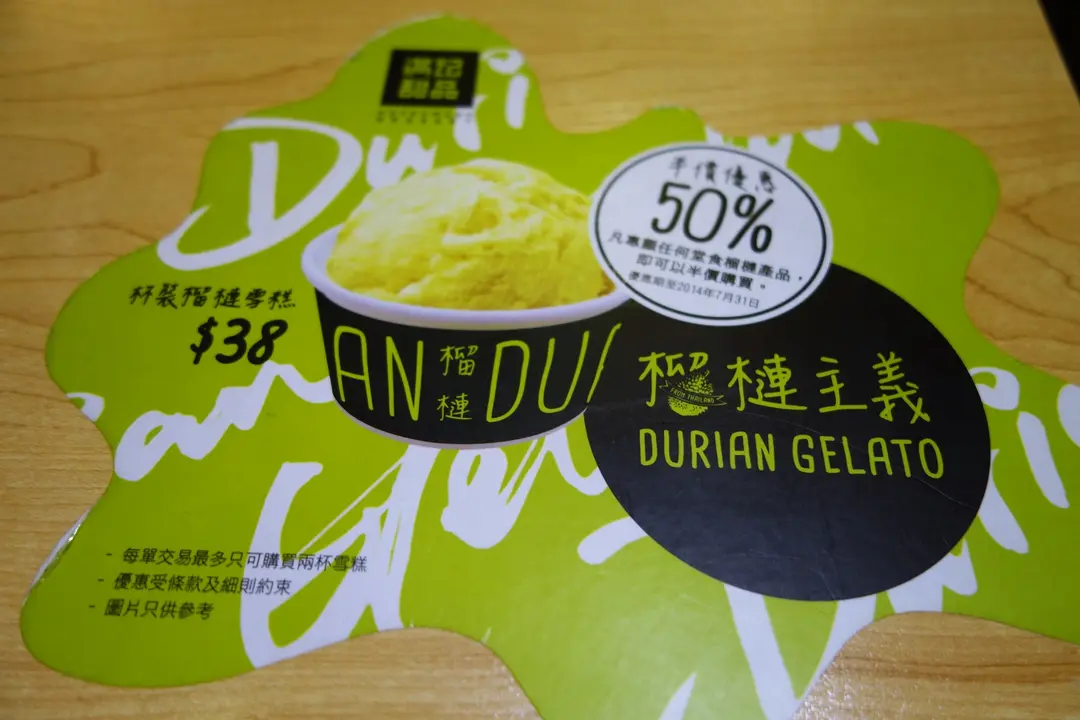 滿記
甜品
半價優惠
50%
凡惠顧任何堂食榴槤產品，
即可以半價購買。
優惠期至2014年7月31日
杯裝榴槤雪糕
$38
AN 榴槤 DU
榴槤主義
FROM THAILAND
DURIAN GELATO
- 每單交易最多只可購買兩杯雪糕
- 優惠受條款及細則約束
- 圖片只供參考